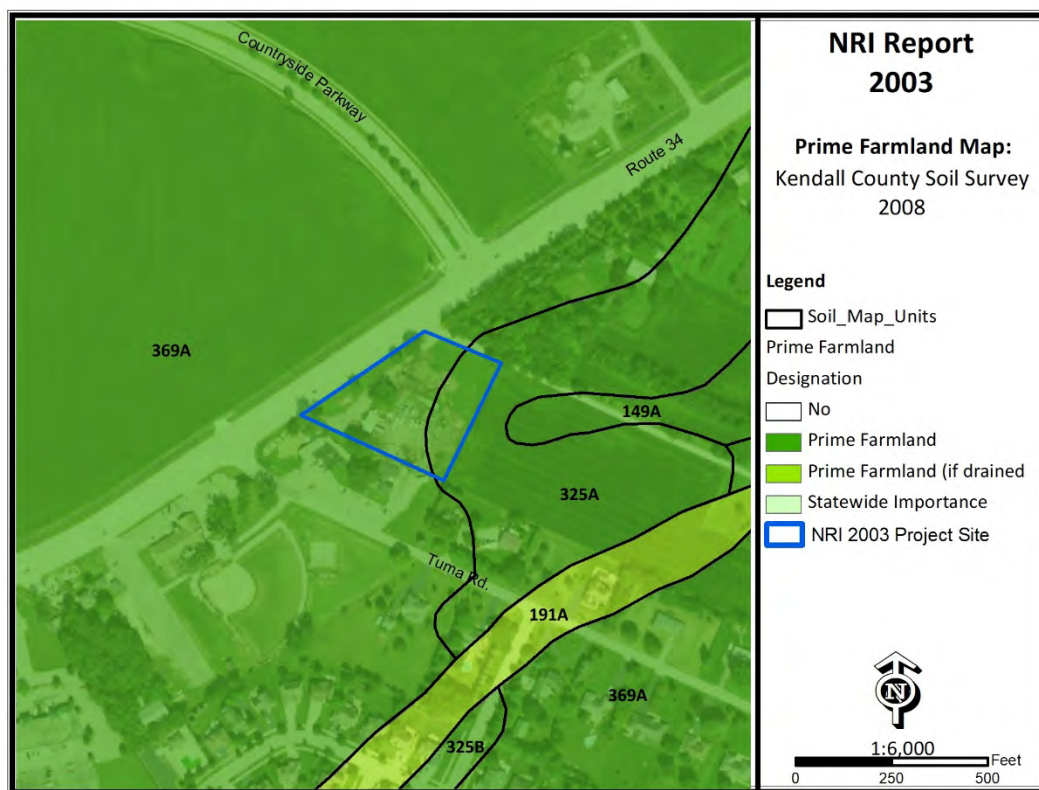 Countryside Parkway
Route 34
369A
149A
325A
Tuma Rd.
191A
369A
325B
NRI Report
2003
Prime Farmland Map:
Kendall County Soil Survey
2008
Legend
Soil_Map_Units
Prime Farmland
Designation
No
Prime Farmland
Prime Farmland (if drained
Statewide Importance
NRI 2003 Project Site
N
1:6,000
Feet
0 250 500